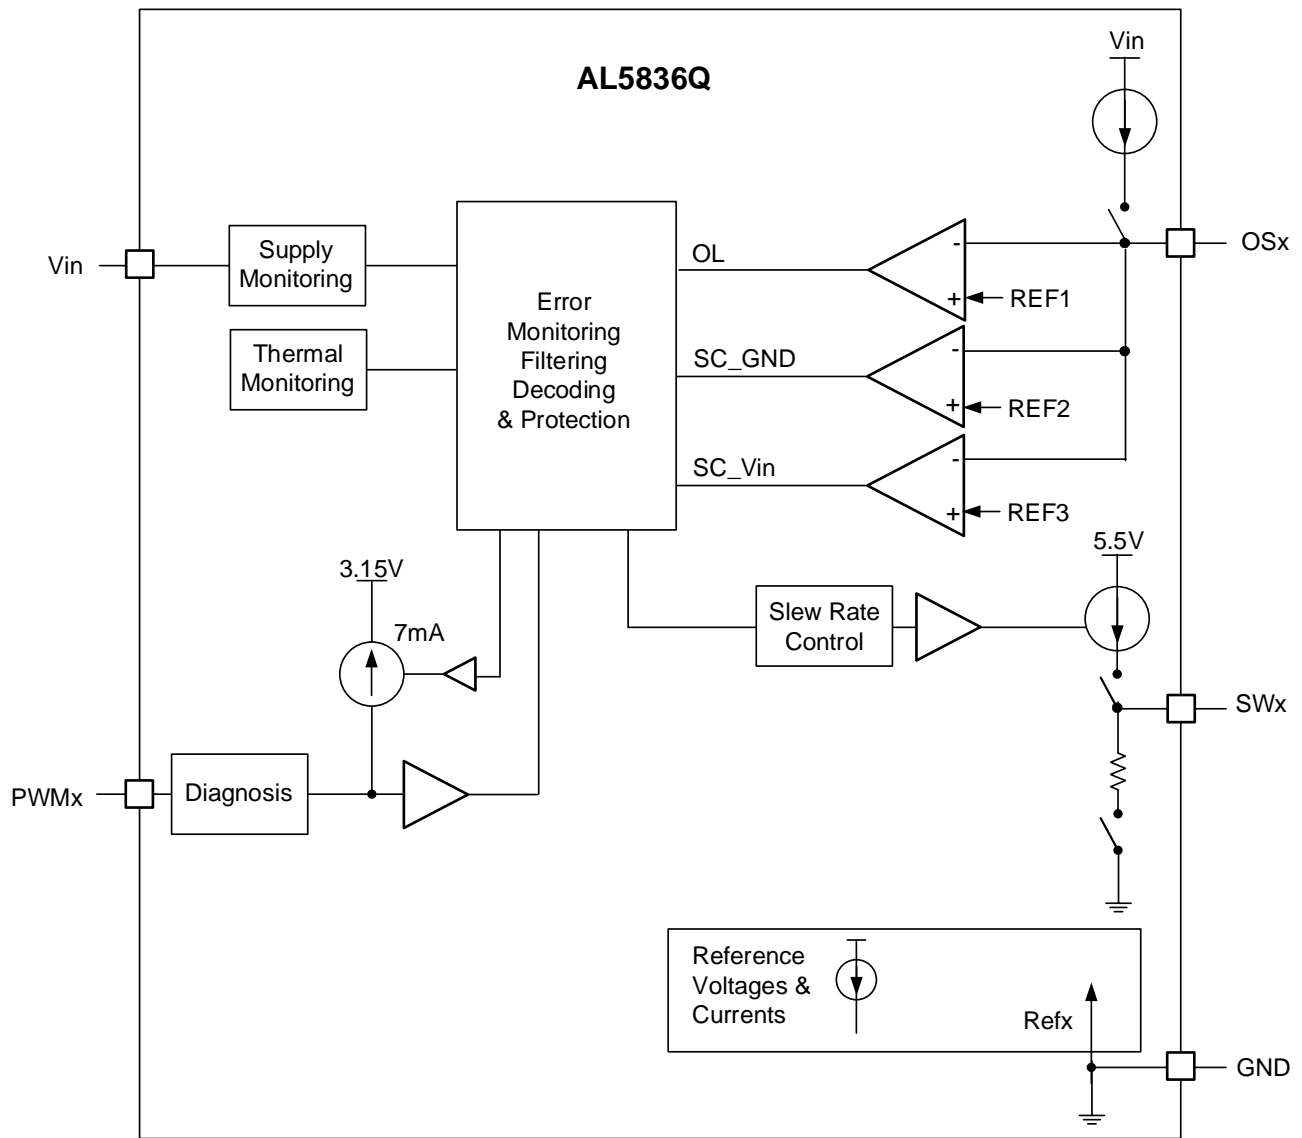 Vin
AL5836Q
Supply
Monitoring
Vin
OL
-
OSx
Error
Monitoring
Filtering
Decoding
& Protection
+
REF1
Thermal
Monitoring
SC_GND
-
+
REF2
SC_Vin
-
+
REF3
3.15V
7mA
5.5V
Slew Rate
Control
SWx
PWMx
Diagnosis
Reference
Voltages &
Currents
Refx
GND